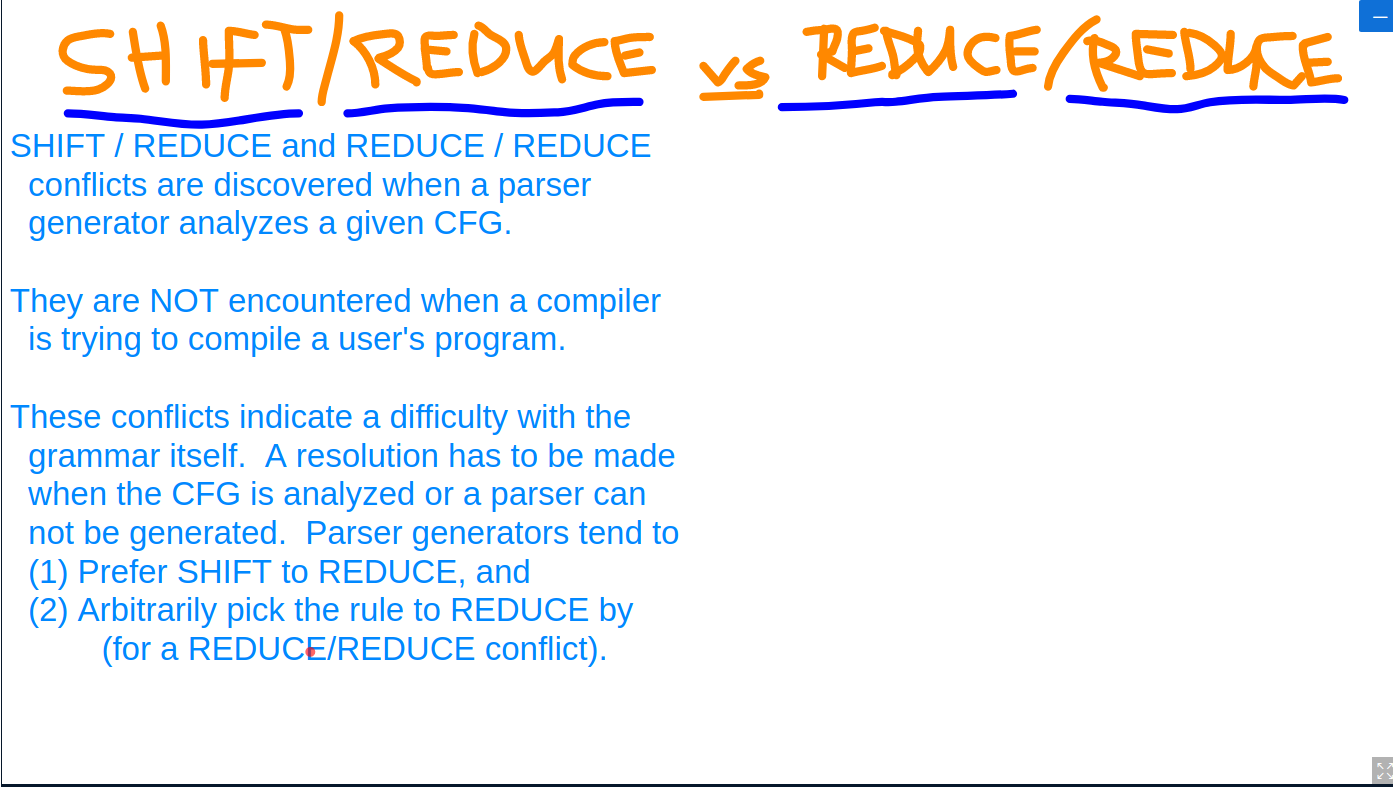 SHIFT/REDUCE vs REDUCE/REDUCE
SHIFT / REDUCE and REDUCE / REDUCE
conflicts are discovered when a parser
generator analyzes a given CFG.
They are NOT encountered when a compiler
is trying to compile a user's program.
These conflicts indicate a difficulty with the
grammar itself.  A resolution has to be made
when the CFG is analyzed or a parser can
not be generated.  Parser generators tend to
(1) Prefer SHIFT to REDUCE, and
(2) Arbitrarily pick the rule to REDUCE by
(for a REDUCE/REDUCE conflict).